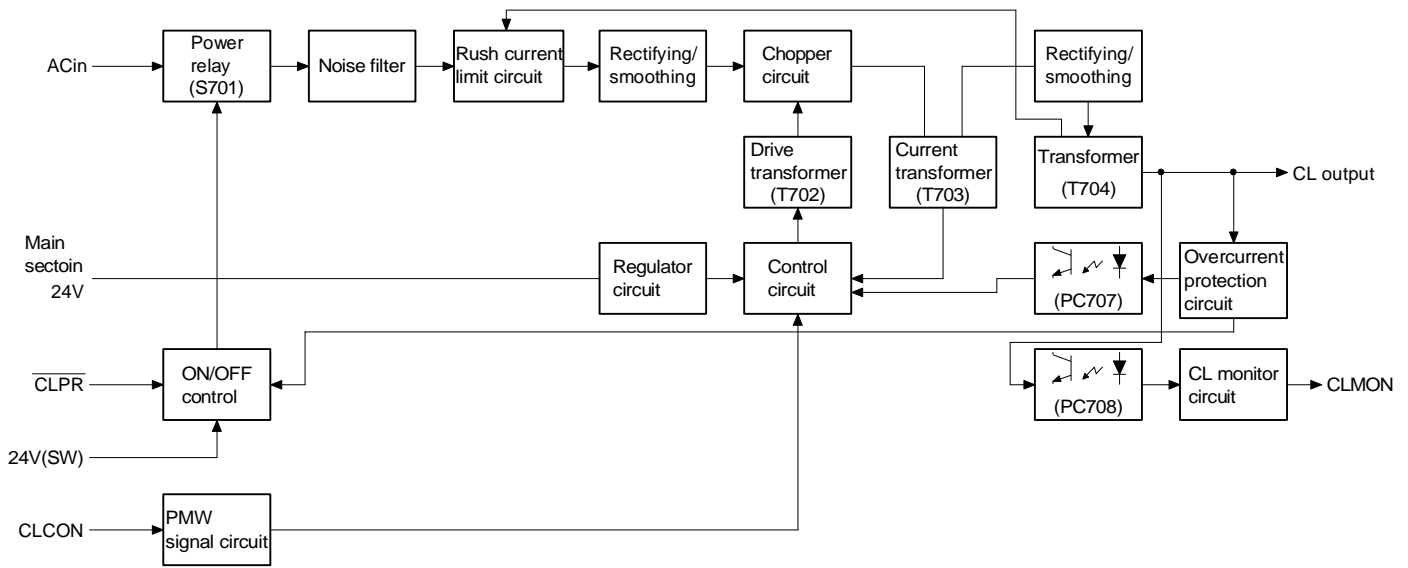 ACin
Power
relay
(S701)
Noise filter
Rush current
limit circuit
Rectifying/
smoothing
Chopper
circuit
Rectifying/
smoothing
Drive
transformer
(T702)
Current
transformer
(T703)
Transformer
(T704)
CL output
Main
sectoin
24V
Regulator
circuit
Control
circuit
(PC707)
Overcurrent
protection
circuit
CLPR
ON/OFF
control
(PC708)
CL monitor
circuit
CLMON
24V(SW)
CLCON
PMW
signal circuit